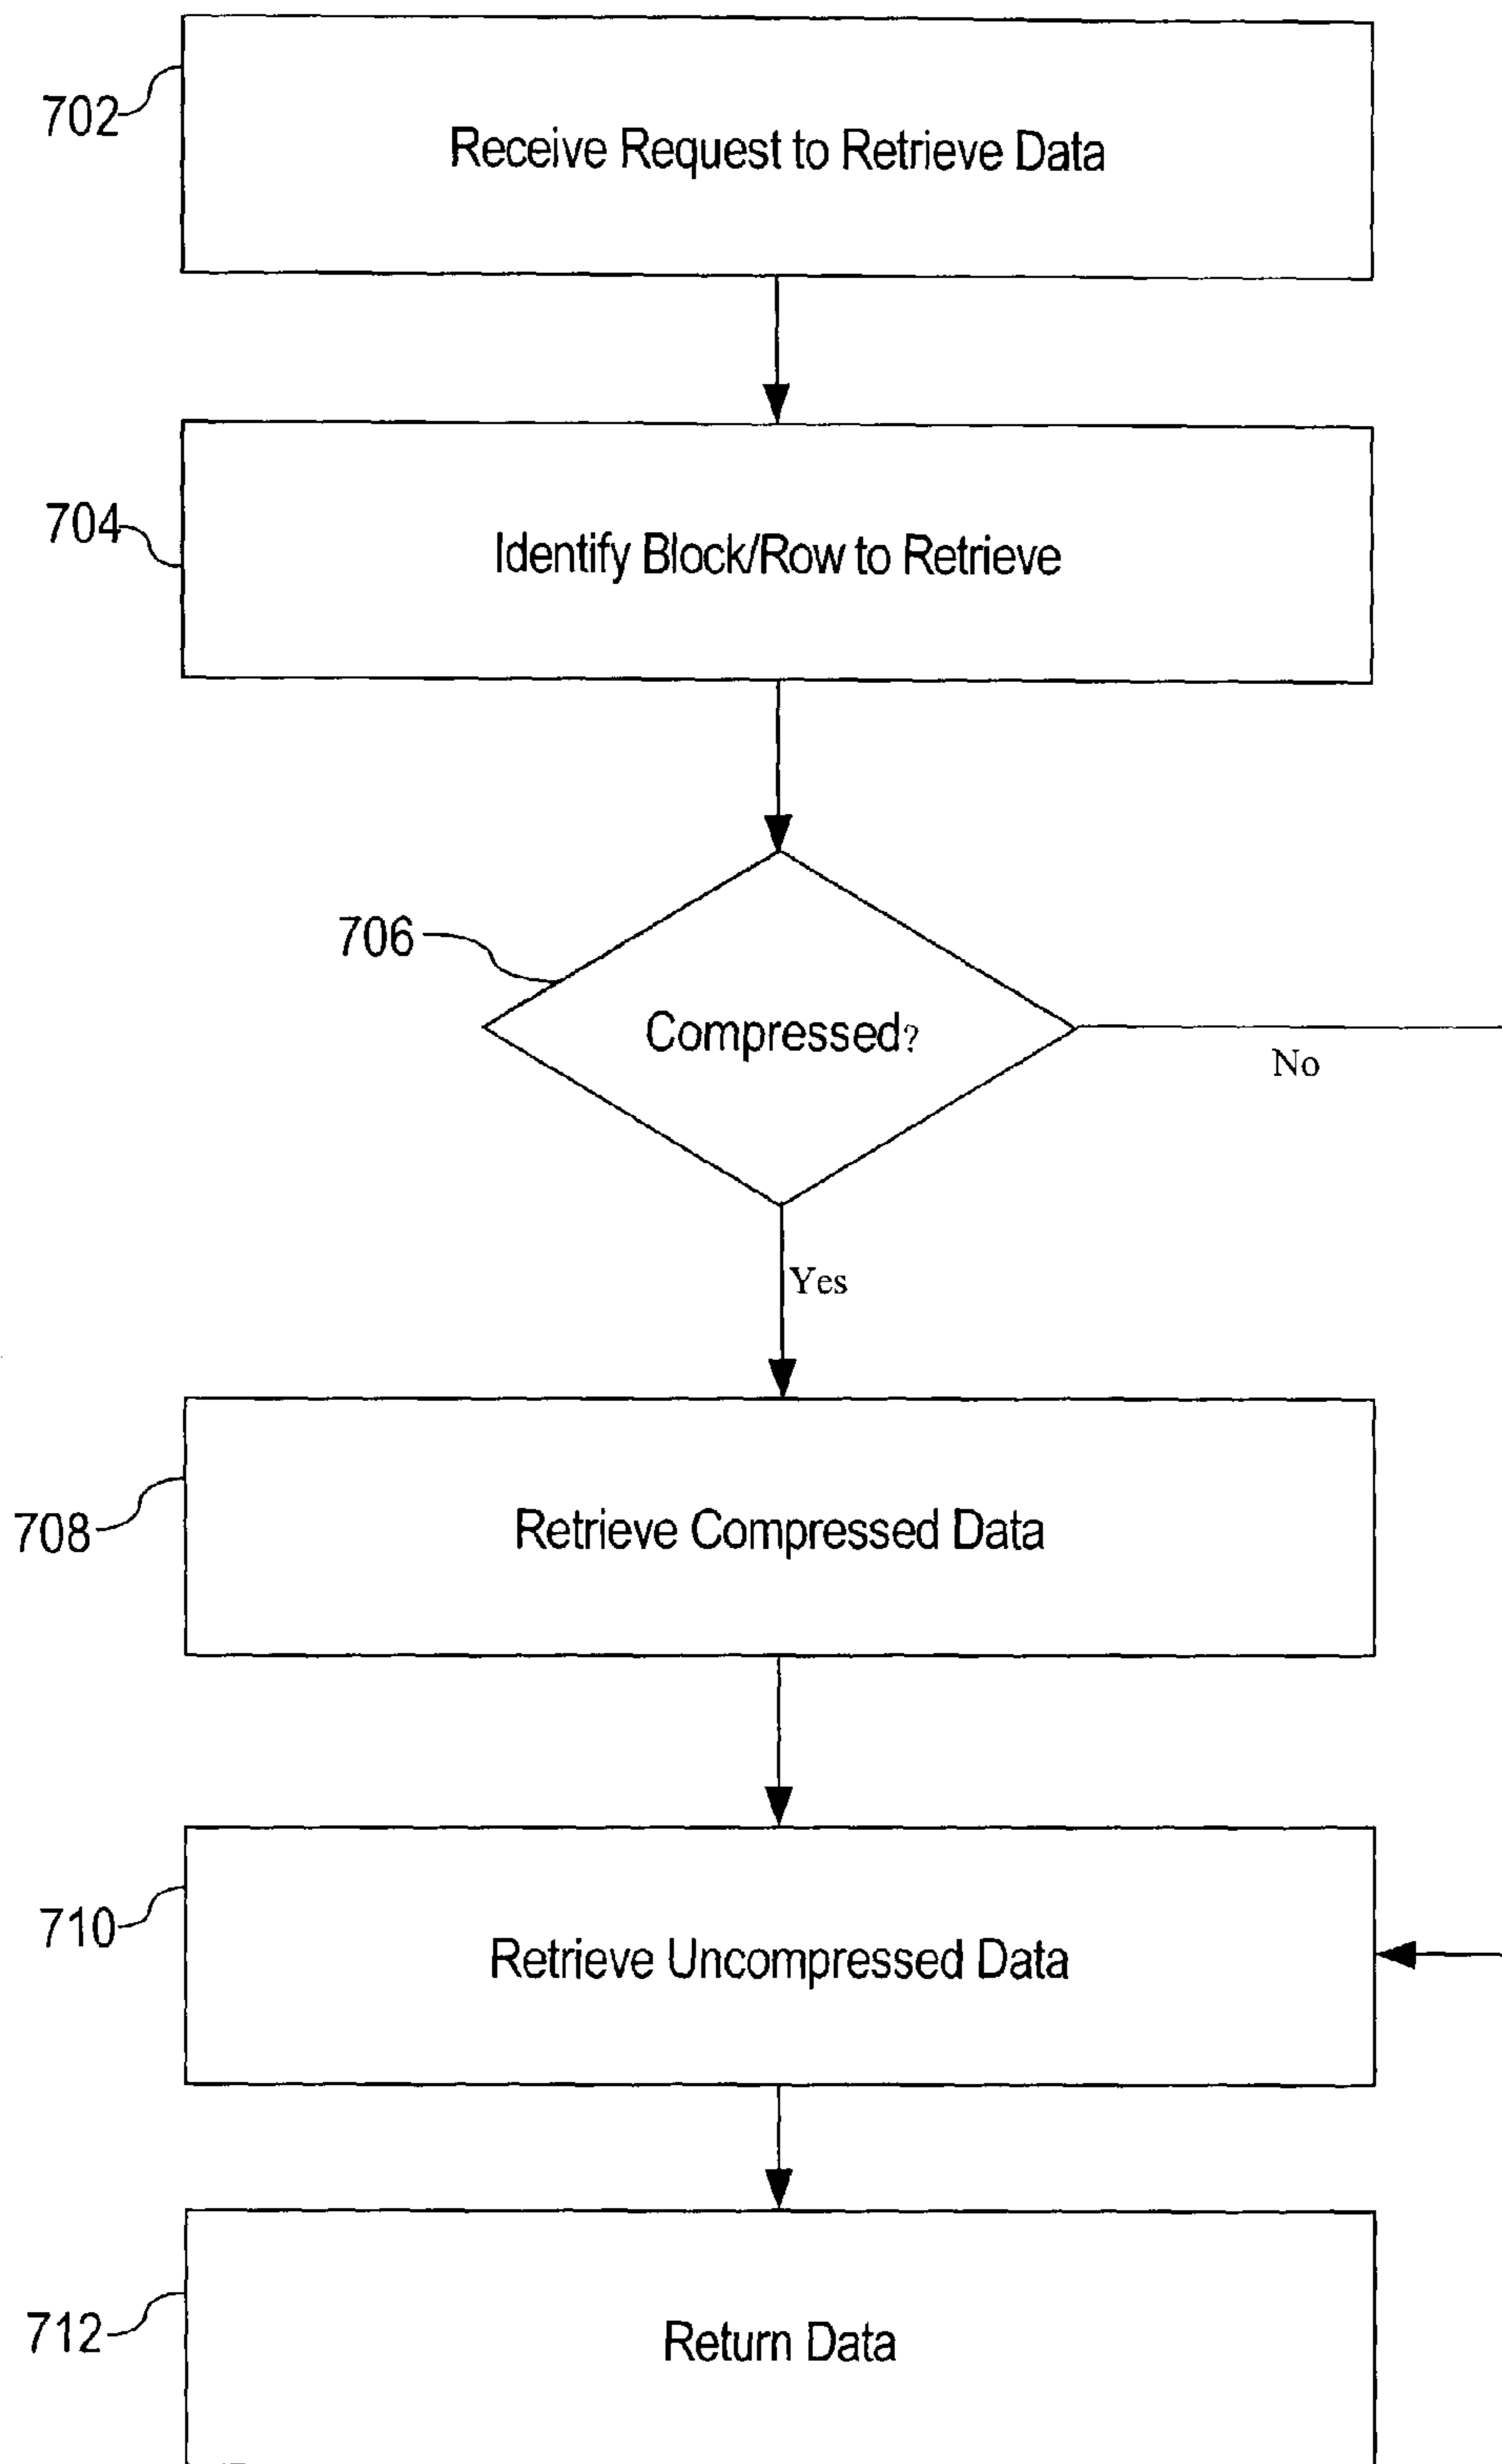 702
Receive Request to Retrieve Data
704
Identify Block/Row to Retrieve
706
Compressed?
No
Yes
708
Retrieve Compressed Data
710
Retrieve Uncompressed Data
712
Return Data